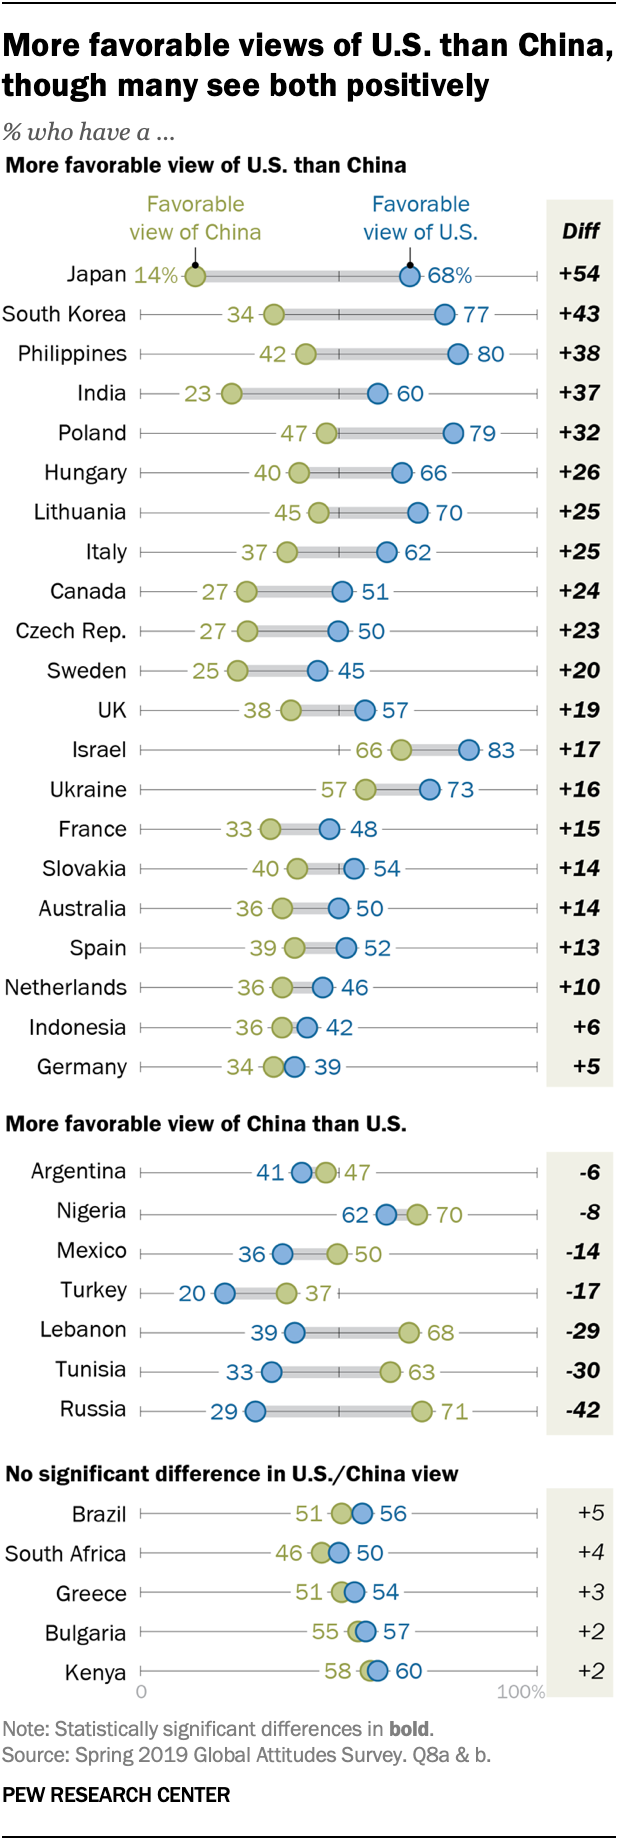 More favorable views of U.S. than China,
though many see both positively
% who have a ...
More favorable view of U.S. than China
Favorable view of China
Favorable view of U.S.
Diff
Japan 14% 68% +54
South Korea 34 77 +43
Philippines 42 80 +38
India 23 60 +37
Poland 47 79 +32
Hungary 40 66 +26
Lithuania 45 70 +25
Italy 37 62 +25
Canada 27 51 +24
Czech Rep. 27 50 +23
Sweden 25 45 +20
UK 38 57 +19
Israel 66 83 +17
Ukraine 57 73 +16
France 33 48 +15
Slovakia 40 54 +14
Australia 36 50 +14
Spain 39 52 +13
Netherlands 36 46 +10
Indonesia 36 42 +6
Germany 34 39 +5
More favorable view of China than U.S.
Argentina 41 47 -6
Nigeria 62 70 -8
Mexico 36 50 -14
Turkey 20 37 -17
Lebanon 39 68 -29
Tunisia 33 63 -30
Russia 29 71 -42
No significant difference in U.S./China view
Brazil 51 56 +5
South Africa 46 50 +4
Greece 51 54 +3
Bulgaria 55 57 +2
Kenya 58 60 +2
0 100%
Note: Statistically significant differences in bold.
Source: Spring 2019 Global Attitudes Survey. Q8a & b.
PEW RESEARCH CENTER